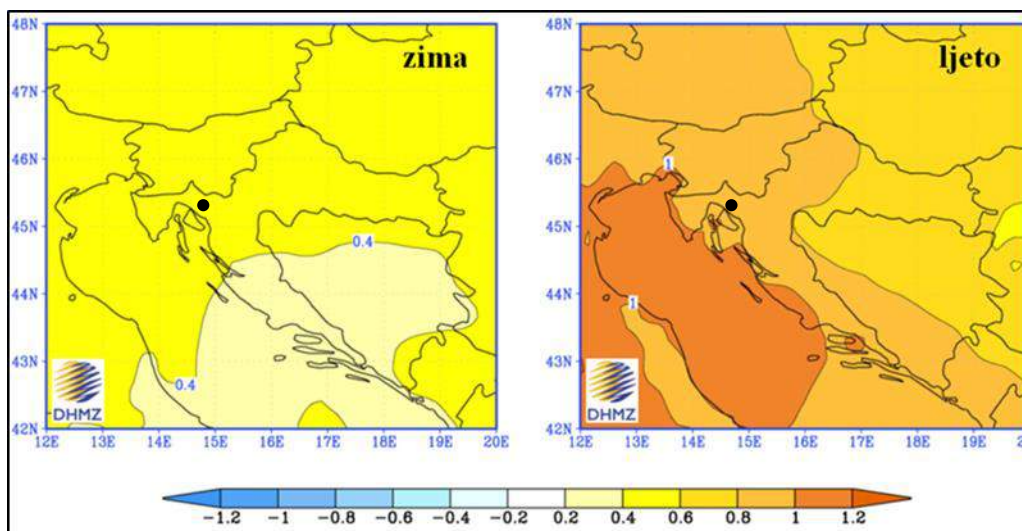 zima
48N
47N
46N
45N
44N
43N
42N
0.4
0.4
DHMZ
12E 13E 14E 15E 16E 17E 18E 19E 20E
ljeto
48N
47N
46N
45N
44N
43N
42N
1
1
DHMZ
12E 13E 14E 15E 16E 17E 18E 19E 20E
-1.2 -1 -0.8 -0.6 -0.4 -0.2 0.2 0.4 0.6 0.8 1 1.2